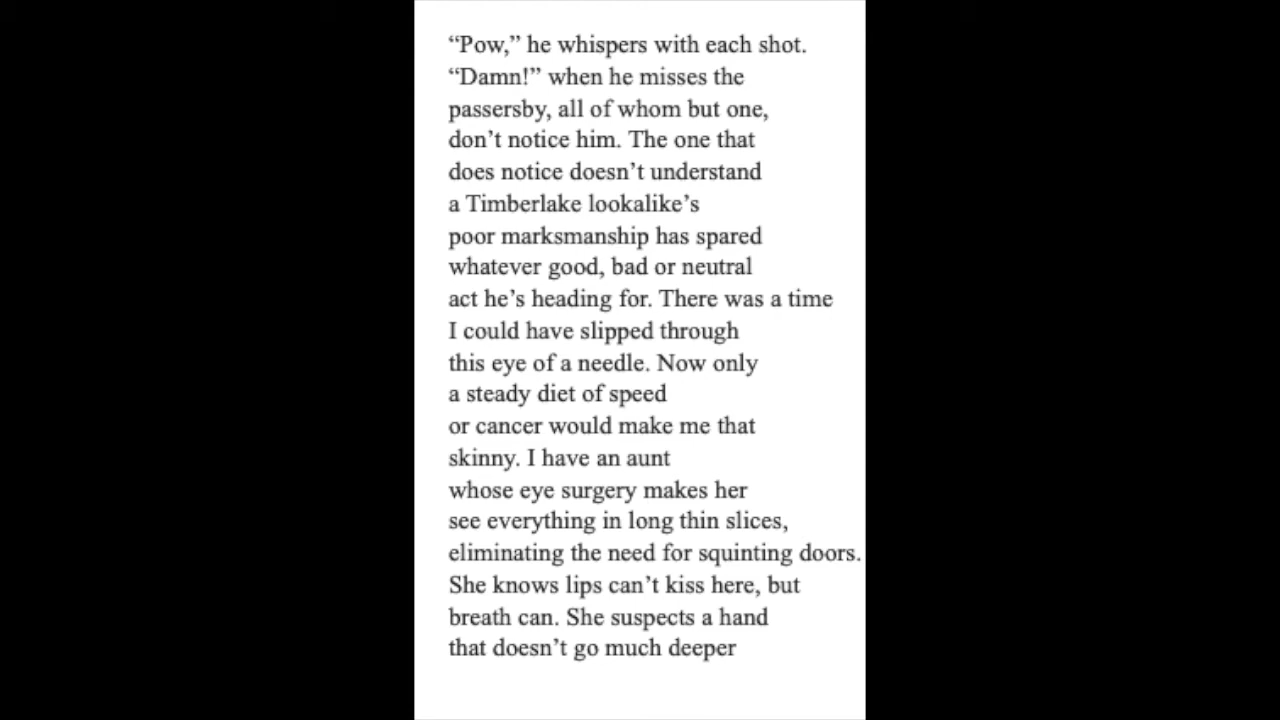 “Pow,” he whispers with each shot.
“Damn!” when he misses the
passersby, all of whom but one,
don’t notice him. The one that
does notice doesn’t understand
a Timberlake lookalike’s
poor marksmanship has spared
whatever good, bad or neutral
act he’s heading for. There was a time
I could have slipped through
this eye of a needle. Now only
a steady diet of speed
or cancer would make me that
skinny. I have an aunt
whose eye surgery makes her
see everything in long thin slices,
eliminating the need for squinting doors.
She knows lips can’t kiss here, but
breath can. She suspects a hand
that doesn’t go much deeper